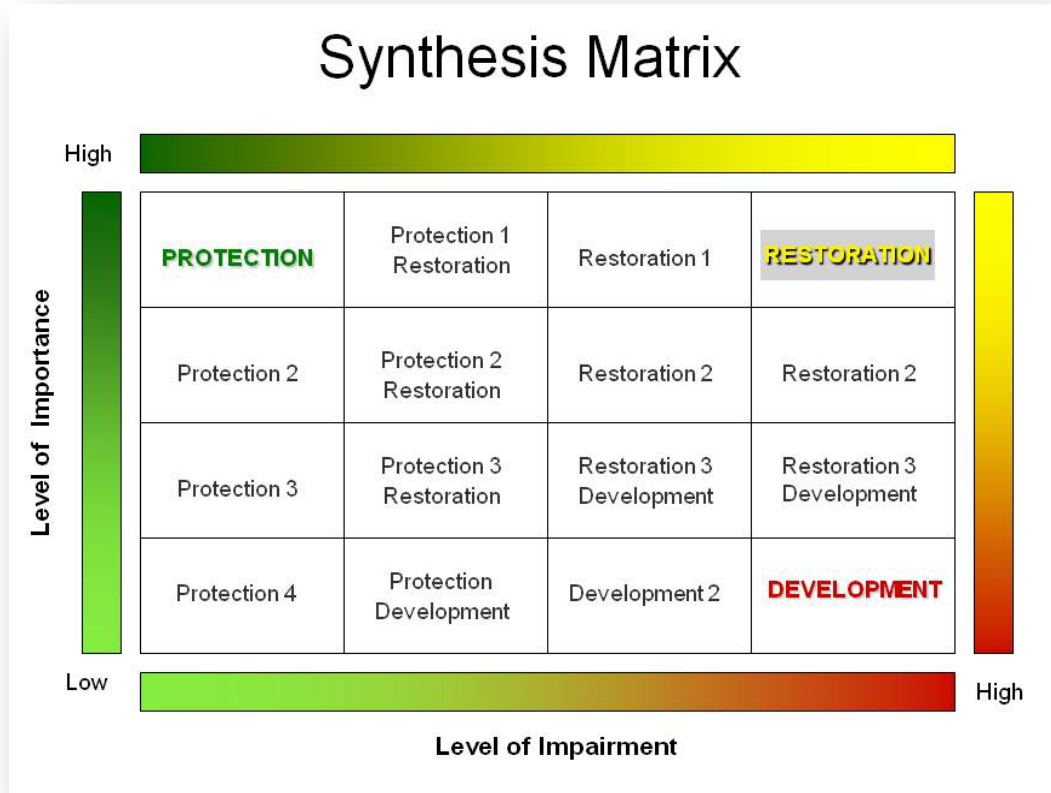 Synthesis Matrix
High
PROTECTION
Protection 1
Restoration
Restoration 1
RESTORATION
Protection 2
Protection 2
Restoration
Restoration 2
Restoration 2
Protection 3
Protection 3
Restoration
Restoration 3
Development
Restoration 3
Development
Protection 4
Protection
Development
Development 2
DEVELOPMENT
Level of Importance
Low
High
Level of Impairment